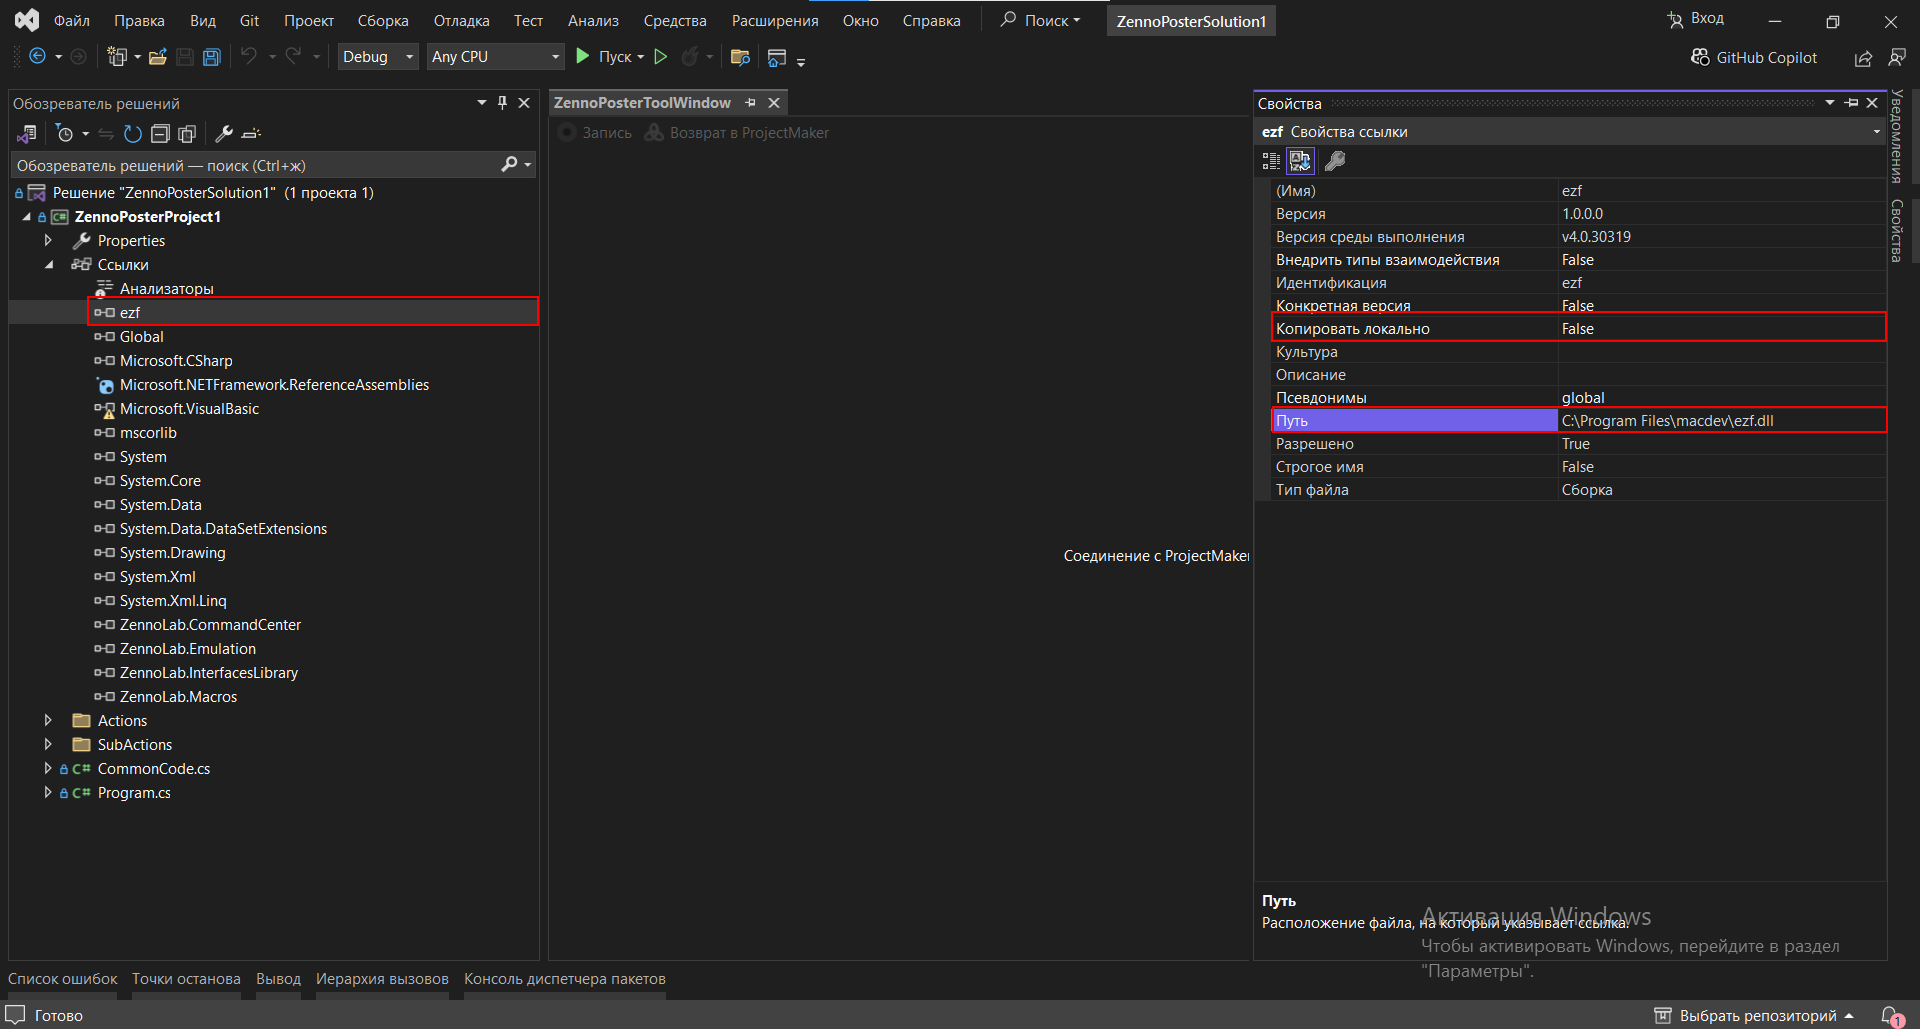 Файл Правка Вид Git Проект Сборка Отладка Тест Анализ Средства Расширения Окно Справка Поиск ZennoPosterSolution1 Вход
Debug Any CPU Пуск GitHub Copilot
Обозреватель решений
Обозреватель решений — поиск (Ctrl+ж)
Решение "ZennoPosterSolution1" (1 проекта 1)
ZennoPosterProject1
Properties
Ссылки
Анализаторы
ezf
Global
Microsoft.CSharp
Microsoft.NETFramework.ReferenceAssemblies
Microsoft.VisualBasic
mscorlib
System
System.Core
System.Data
System.Data.DataSetExtensions
System.Drawing
System.Xml
System.Xml.Linq
ZennoLab.CommandCenter
ZennoLab.Emulation
ZennoLab.InterfacesLibrary
ZennoLab.Macros
Actions
SubActions
C# CommonCode.cs
C# Program.cs
ZennoPosterToolWindow
Запись Возврат в ProjectMaker
Соединение с ProjectMaker
Свойства
ezf Свойства ссылки
(Имя) ezf
Версия 1.0.0.0
Версия среды выполнения v4.0.30319
Внедрить типы взаимодействия False
Идентификация ezf
Конкретная версия False
Копировать локально False
Культура
Описание
Псевдонимы global
Путь C:\Program Files\macdev\ezf.dll
Разрешено True
Строгое имя False
Тип файла Сборка
Путь
Расположение файла, на который указывает ссылка.
Активация Windows
Чтобы активировать Windows, перейдите в раздел
"Параметры".
Уведомления
Свойства
Список ошибок Точки останова Вывод Иерархия вызовов Консоль диспетчера пакетов
Готово Выбрать репозиторий 1